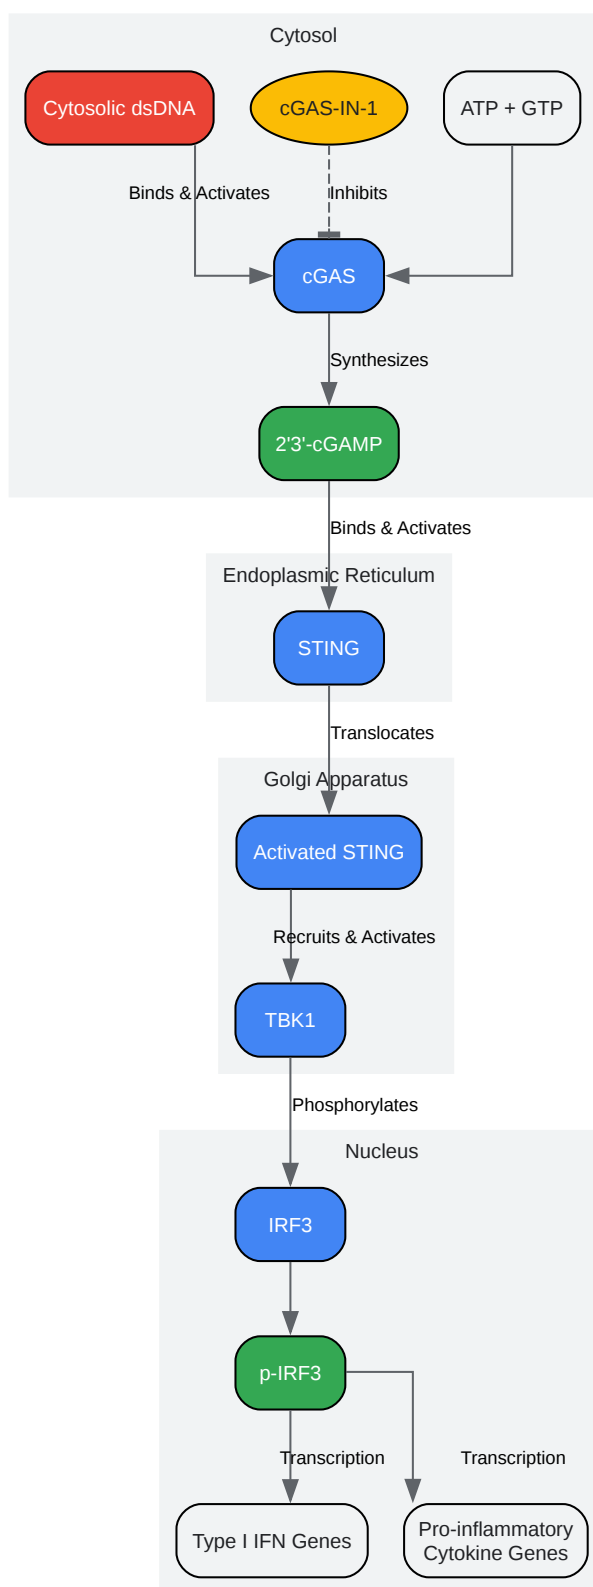 Cytosol
Cytosolic dsDNA
cGAS-IN-1
ATP + GTP
Binds & Activates
Inhibits
cGAS
Synthesizes
2'3'-cGAMP
Binds & Activates
Endoplasmic Reticulum
STING
Translocates
Golgi Apparatus
Activated STING
Recruits & Activates
TBK1
Phosphorylates
Nucleus
IRF3
p-IRF3
Transcription
Transcription
Type I IFN Genes
Pro-inflammatory
Cytokine Genes